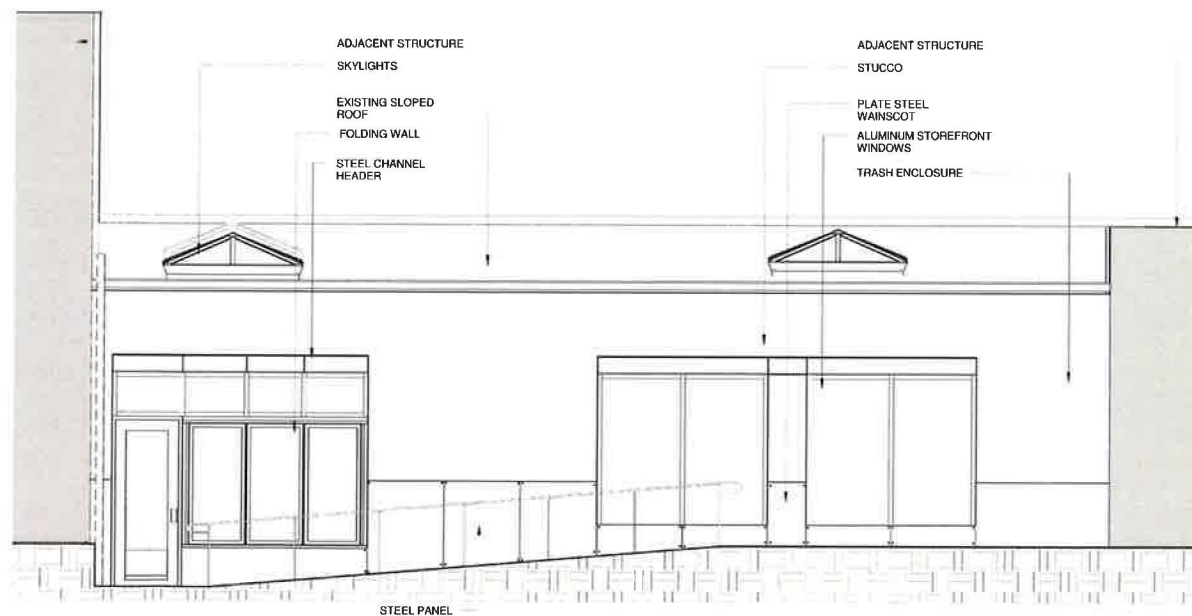 ADJACENT STRUCTURE
SKYLIGHTS
EXISTING SLOPED
ROOF
FOLDING WALL
STEEL CHANNEL
HEADER
ADJACENT STRUCTURE
STUCCO
PLATE STEEL
WAINSCOT
ALUMINUM STOREFRONT
WINDOWS
TRASH ENCLOSURE
STEEL PANEL